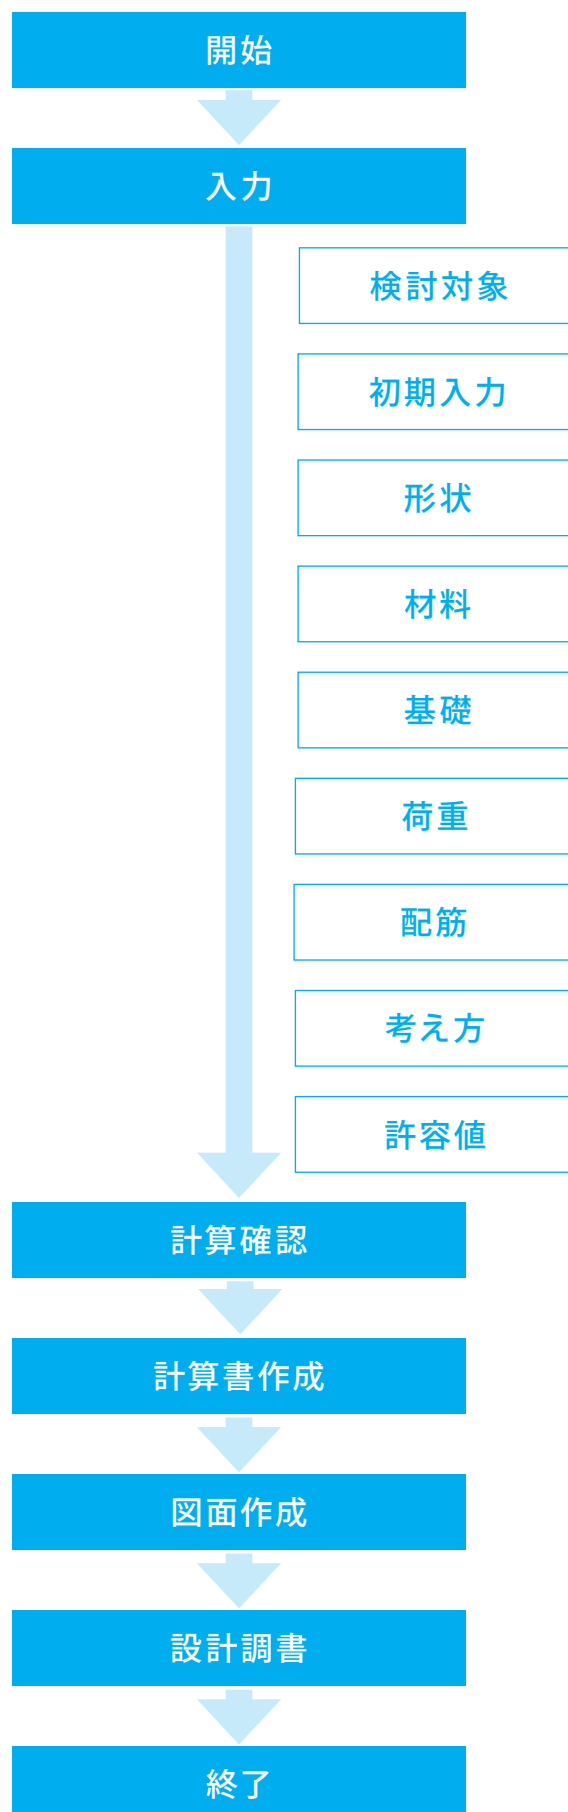 開始
入力
検討対象
初期入力
形状
材料
基礎
荷重
配筋
考え方
許容値
計算確認
計算書作成
図面作成
設計調書
終了